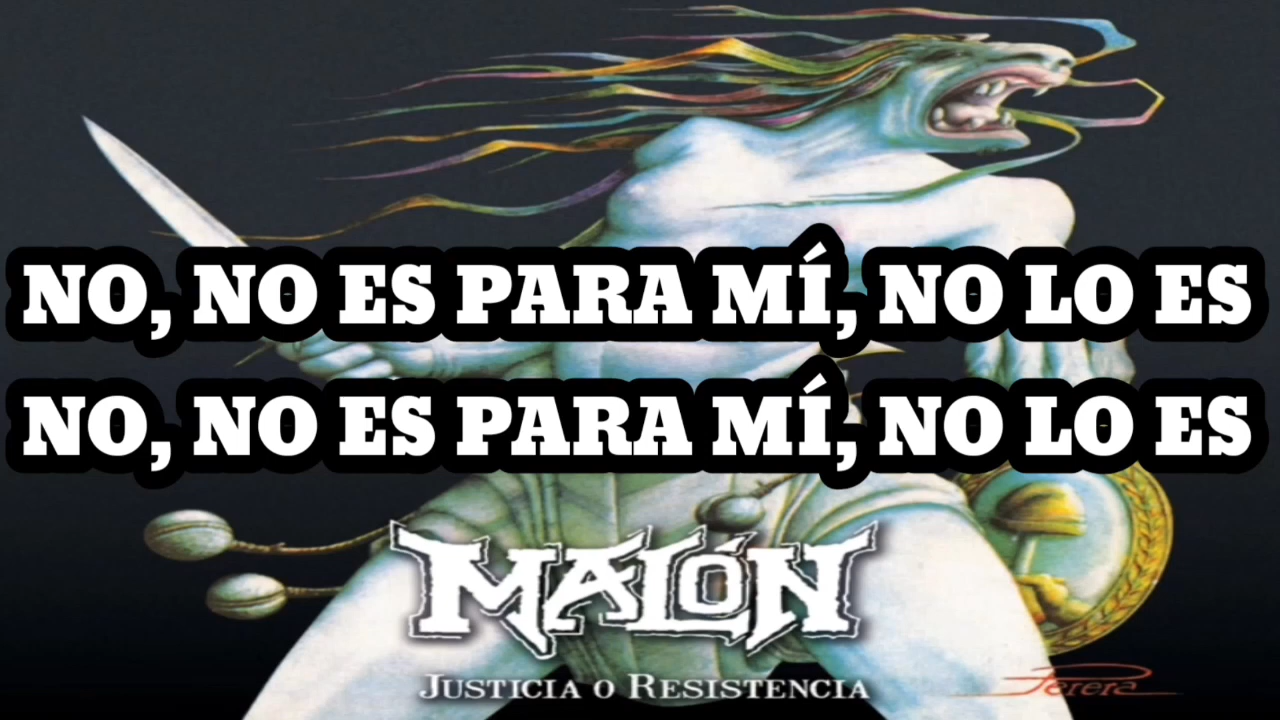 NO, NO ES PARA MÍ, NO LO ES
NO, NO ES PARA MÍ, NO LO ES
MALÓN
JUSTICIA O RESISTENCIA
Perera